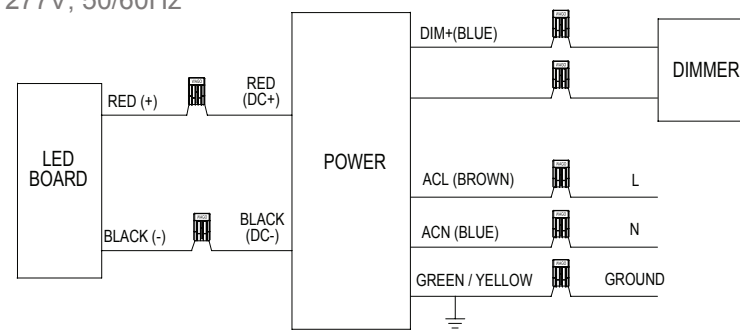 277V, 50/60Hz
DIM+(BLUE)
DIMMER
RED (+)
RED
(DC+)
LED
BOARD
POWER
BLACK (-)
BLACK
(DC-)
ACL (BROWN)
L
ACN (BLUE)
N
GREEN / YELLOW
GROUND